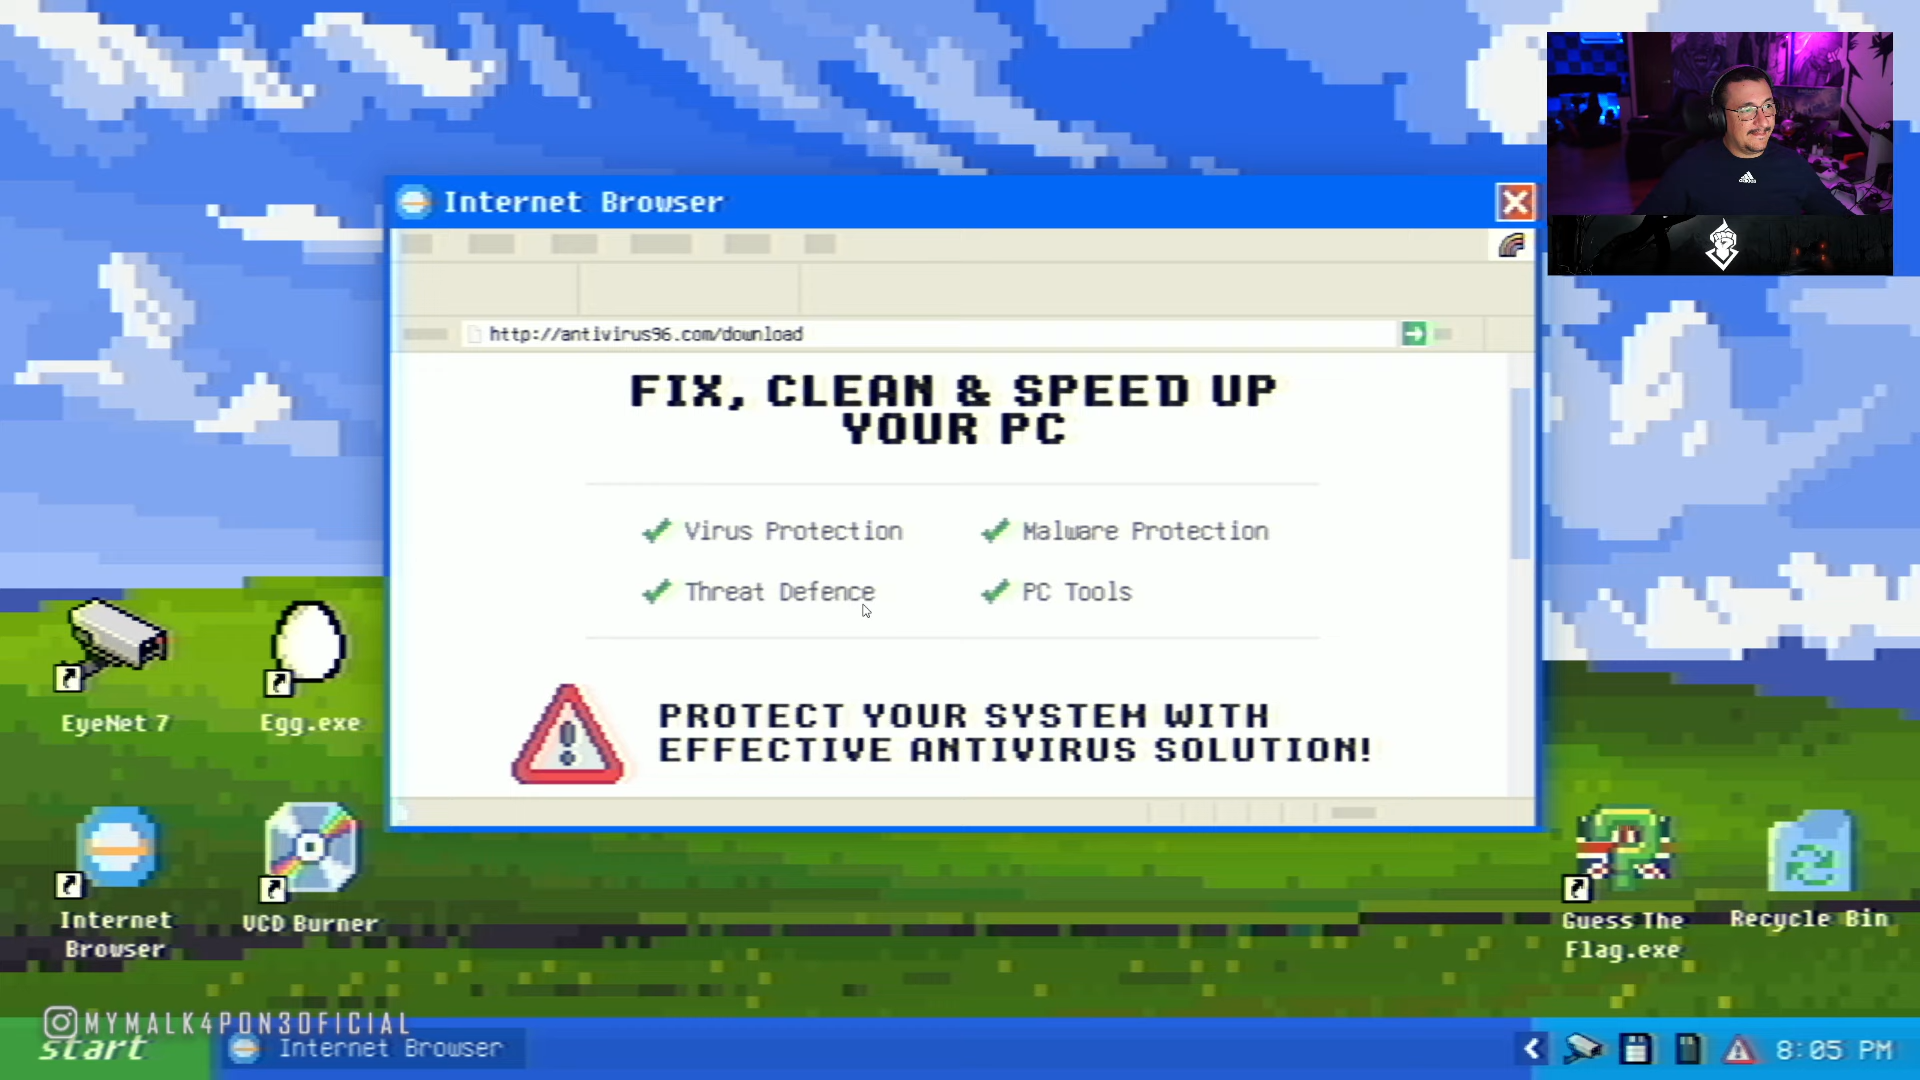 Internet Browser
http://antivirus96.com/download
FIX, CLEAN & SPEED UP
YOUR PC
Virus Protection
Malware Protection
Threat Defence
PC Tools
PROTECT YOUR SYSTEM WITH
EFFECTIVE ANTIVIRUS SOLUTION!
adidas
EyeNet 7
Egg.exe
Internet
Browser
VCD Burner
Guess The
Flag.exe
Recycle Bin
MYMALK4PON3OFICIAL
start
Internet Browser
8:05 PM